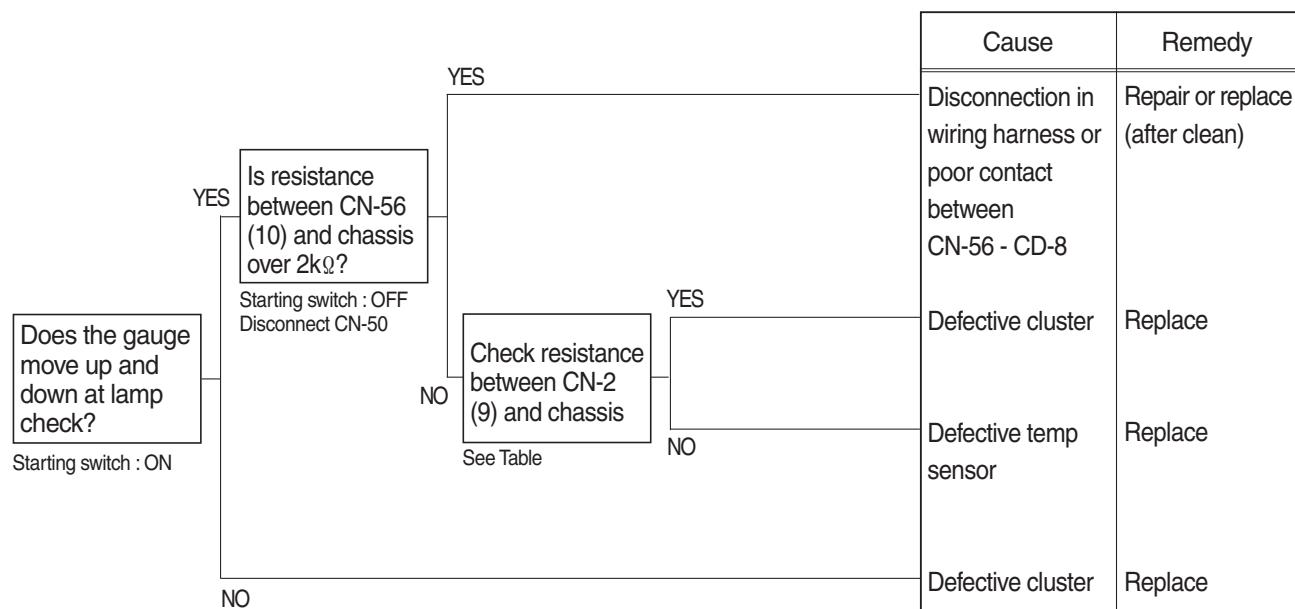 Cause
Remedy
YES
Disconnection in
wiring harness or
poor contact
between
CN-56 - CD-8
Repair or replace
(after clean)
YES
Is resistance
between CN-56
(10) and chassis
over 2kΩ?
Starting switch : OFF
Disconnect CN-50
YES
Defective cluster
Replace
Does the gauge
move up and
down at lamp
check?
Starting switch : ON
NO
Check resistance
between CN-2
(9) and chassis
See Table
NO
Defective temp
sensor
Replace
NO
Defective cluster
Replace